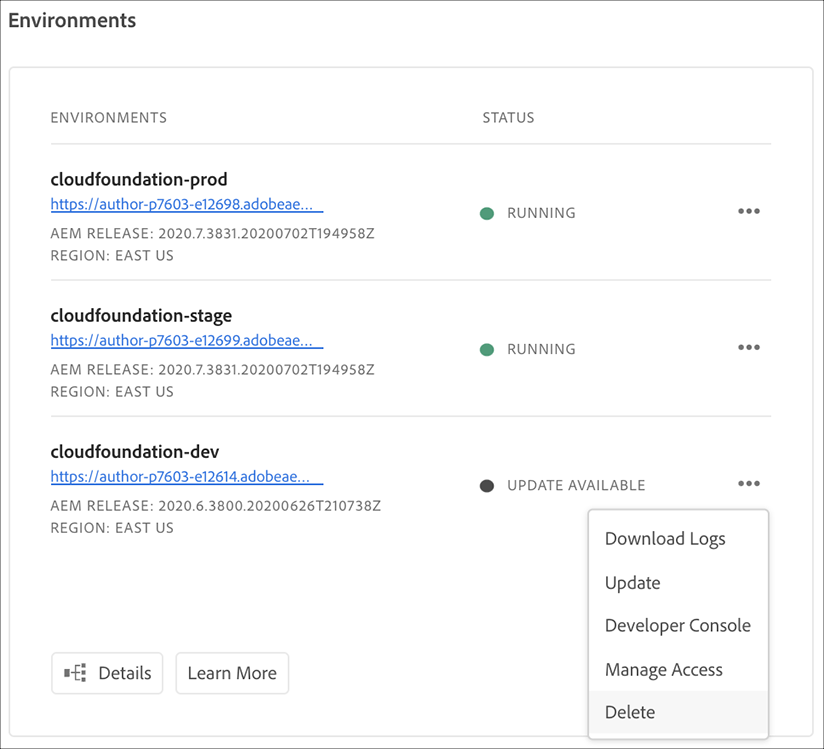 Environments
ENVIRONMENTS STATUS
cloudfoundation-prod
https://author-p7603-e12698.adobeae...
RUNNING
•••
AEM RELEASE: 2020.7.3831.20200702T194958Z
REGION: EAST US
cloudfoundation-stage
https://author-p7603-e12699.adobeae...
RUNNING
•••
AEM RELEASE: 2020.7.3831.20200702T194958Z
REGION: EAST US
cloudfoundation-dev
https://author-p7603-e12614.adobeae...
UPDATE AVAILABLE
•••
AEM RELEASE: 2020.6.3800.20200626T210738Z
REGION: EAST US
Download Logs
Update
Developer Console
Manage Access
Delete
Details
Learn More